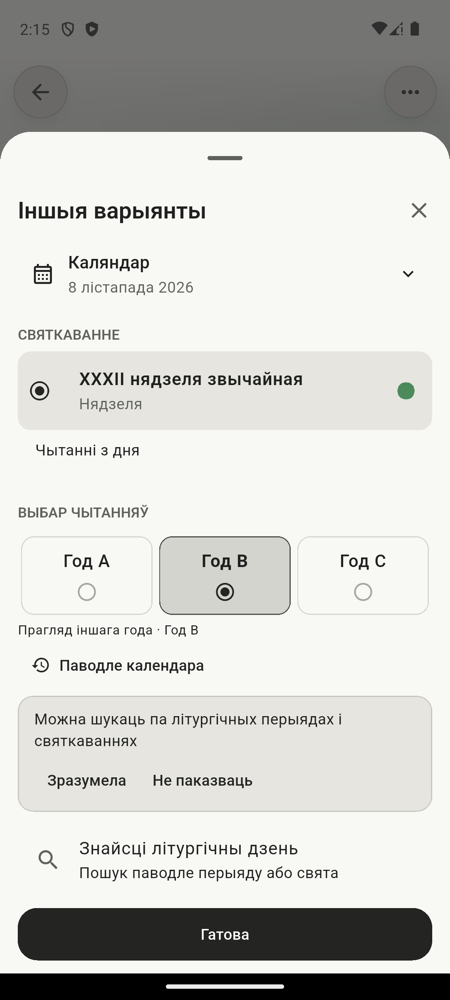 2:15
Іншыя варыянты
Каляндар
8 лістапада 2026
СВЯТКАВАННЕ
XXXII нядзеля звычайная
Нядзеля
Чытанні з дня
ВЫБАР ЧЫТАННЯЎ
Год A
Год B
Год C
Прагляд іншага года · Год B
Паводле календара
Можна шукаць па літургічных перыядах і
святкаваннях
Зразумела
Не паказваць
Знайсці літургічны дзень
Пошук паводле перыяду або свята
Гатова